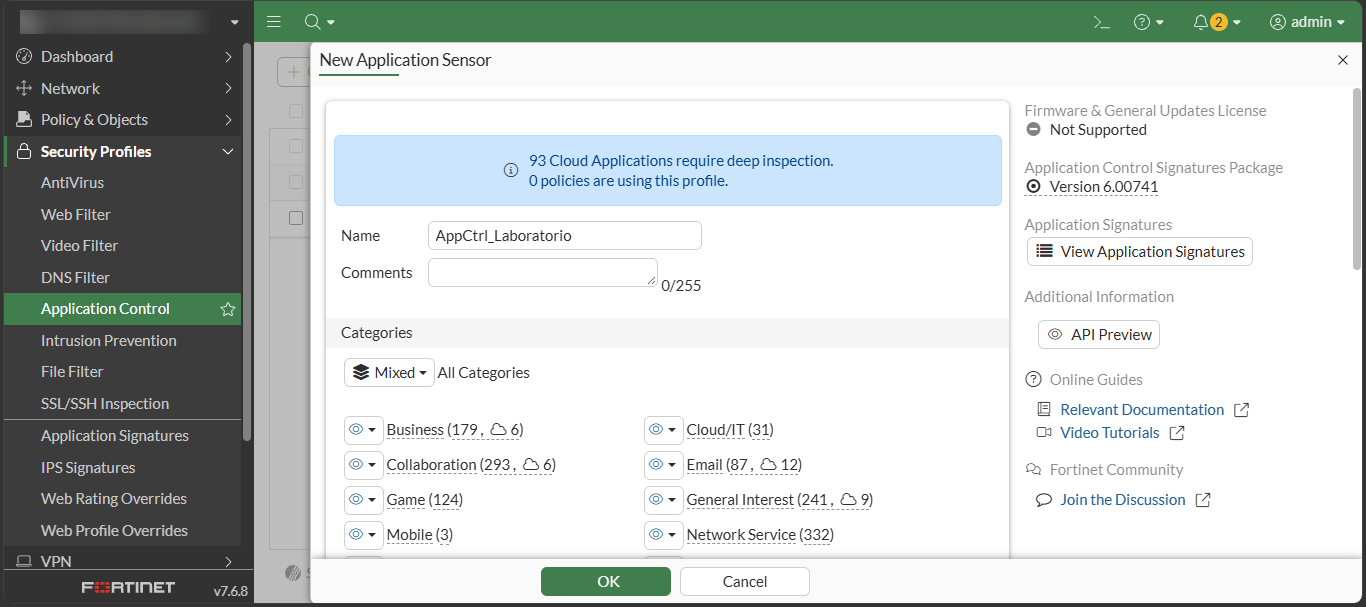 2
admin
Dashboard
Network
Policy & Objects
Security Profiles
AntiVirus
Web Filter
Video Filter
DNS Filter
Application Control
Intrusion Prevention
File Filter
SSL/SSH Inspection
Application Signatures
IPS Signatures
Web Rating Overrides
Web Profile Overrides
VPN
FORTINET
v7.6.8
New Application Sensor
93 Cloud Applications require deep inspection.
0 policies are using this profile.
Name AppCtrl_Laboratorio
Comments 0/255
Categories
Mixed All Categories
Business (179, 6) Cloud/IT (31)
Collaboration (293, 6) Email (87, 12)
Game (124) General Interest (241, 9)
Mobile (3) Network Service (332)
OK Cancel
Firmware & General Updates License
Not Supported
Application Control Signatures Package
Version 6.00741
Application Signatures
View Application Signatures
Additional Information
API Preview
Online Guides
Relevant Documentation
Video Tutorials
Fortinet Community
Join the Discussion